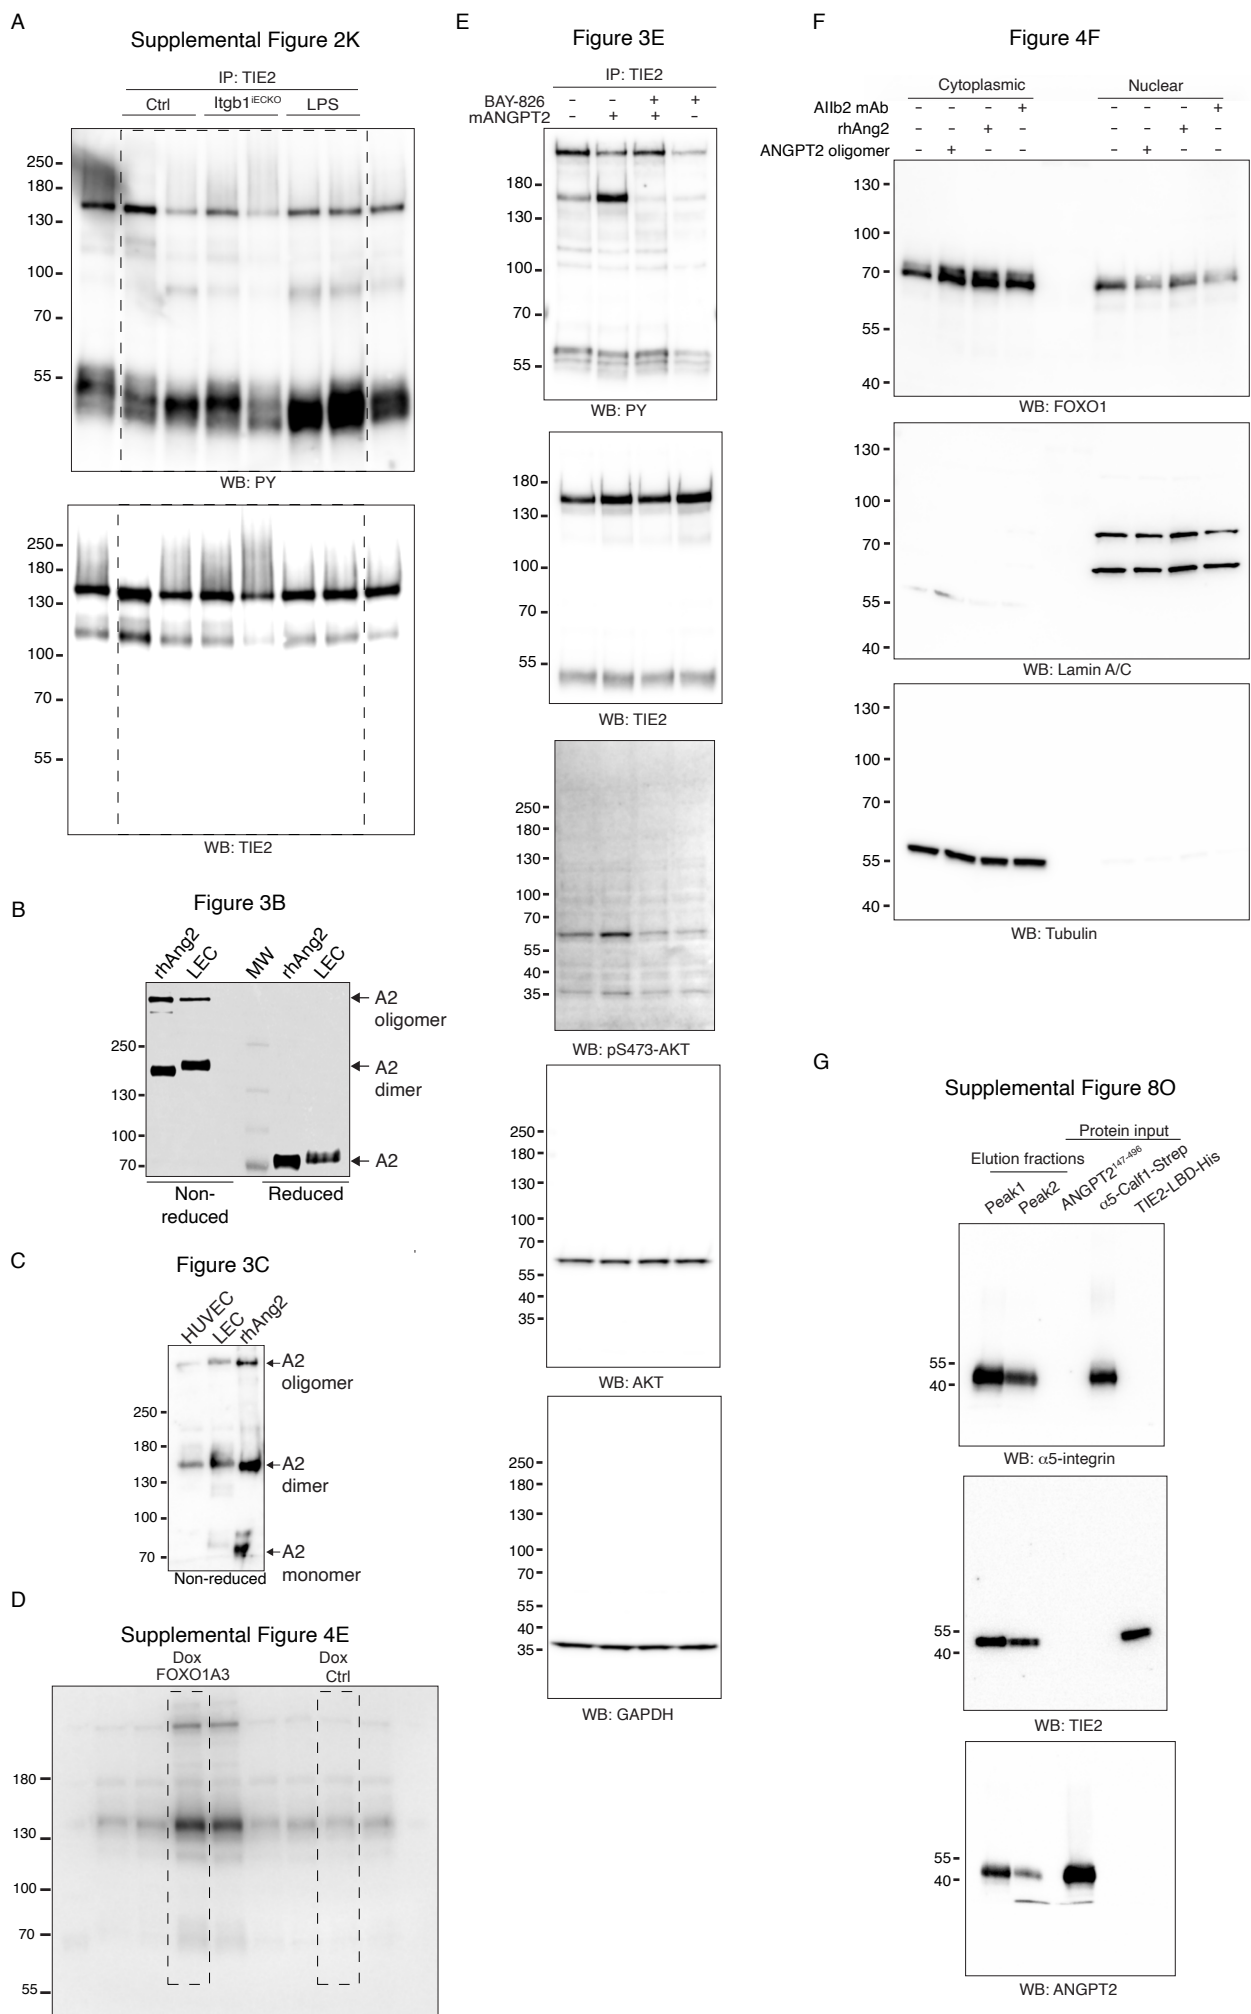 A
Supplemental Figure 2K
IP: TIE2
Ctrl Itgb1iECKO LPS
250
180
130
100
70
55
WB: PY
250
180
130
100
70
55
WB: TIE2
B
Figure 3B
rhAng2 LEC MW rhAng2 LEC
A2
oligomer
250
A2
dimer
130
100
70
A2
Non-
reduced
Reduced
C
Figure 3C
HUVEC LEC rhAng2
A2
oligomer
250
180
A2
dimer
130
100
70
A2
monomer
Non-reduced
D
Supplemental Figure 4E
Dox
FOXO1A3
Dox
Ctrl
180
130
100
70
55
E
Figure 3E
IP: TIE2
BAY-826 - - + +
mANGPT2 - + + -
180
130
100
70
55
WB: PY
180
130
100
70
55
WB: TIE2
250
180
130
100
70
55
40
35
WB: pS473-AKT
250
180
130
100
70
55
40
35
WB: AKT
250
180
130
100
70
55
40
35
WB: GAPDH
F
Figure 4F
Cytoplasmic Nuclear
AIIb2 mAb - - - + - - - +
rhAng2 - - + - - - + -
ANGPT2 oligomer - + - - - + - -
130
100
70
55
40
WB: FOXO1
130
100
70
55
40
WB: Lamin A/C
130
100
70
55
40
WB: Tubulin
G
Supplemental Figure 8O
Protein input
Elution fractions
Peak1 Peak2 ANGPT2147-496 α5-Calf1-Strep TIE2-LBD-His
55
40
WB: α5-integrin
55
40
WB: TIE2
55
40
WB: ANGPT2